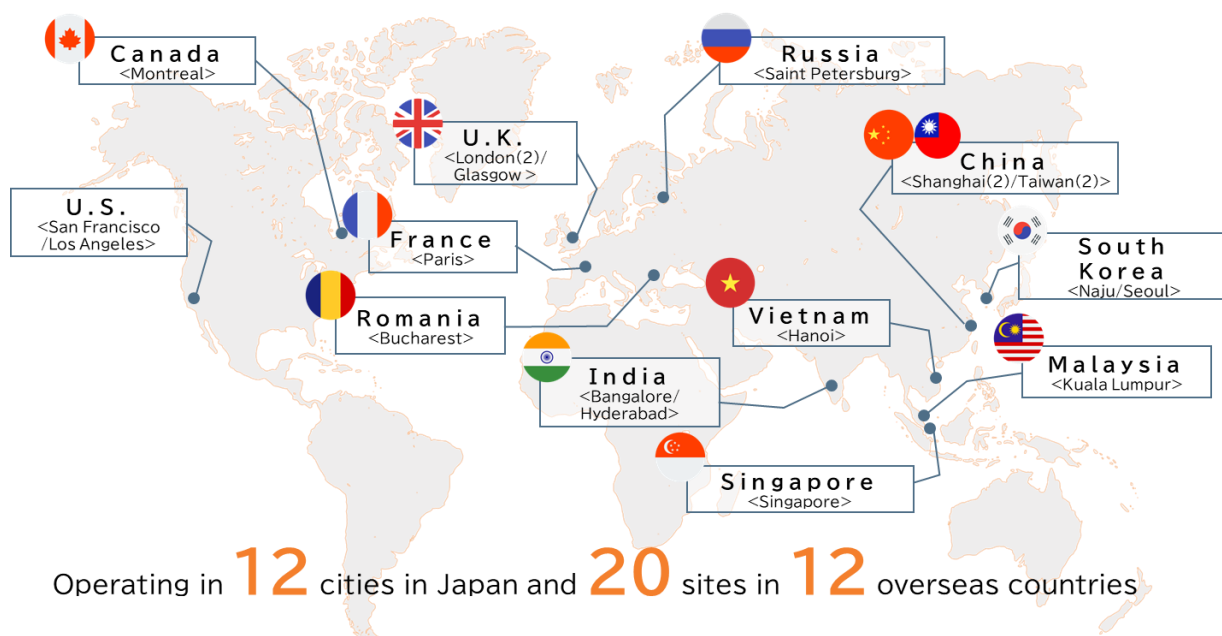 Canada
<Montreal>
Russia
<Saint Petersburg>
U.K.
<London(2)/
Glasgow >
China
<Shanghai(2)/Taiwan(2)>
U.S.
<San Francisco
/Los Angeles>
France
<Paris>
South
Korea
<Naju/Seoul>
Romania
<Bucharest>
Vietnam
<Hanoi>
India
<Bangalore/
Hyderabad>
Malaysia
<Kuala Lumpur>
Singapore
<Singapore>
Operating in 12 cities in Japan and 20 sites in 12 overseas countries